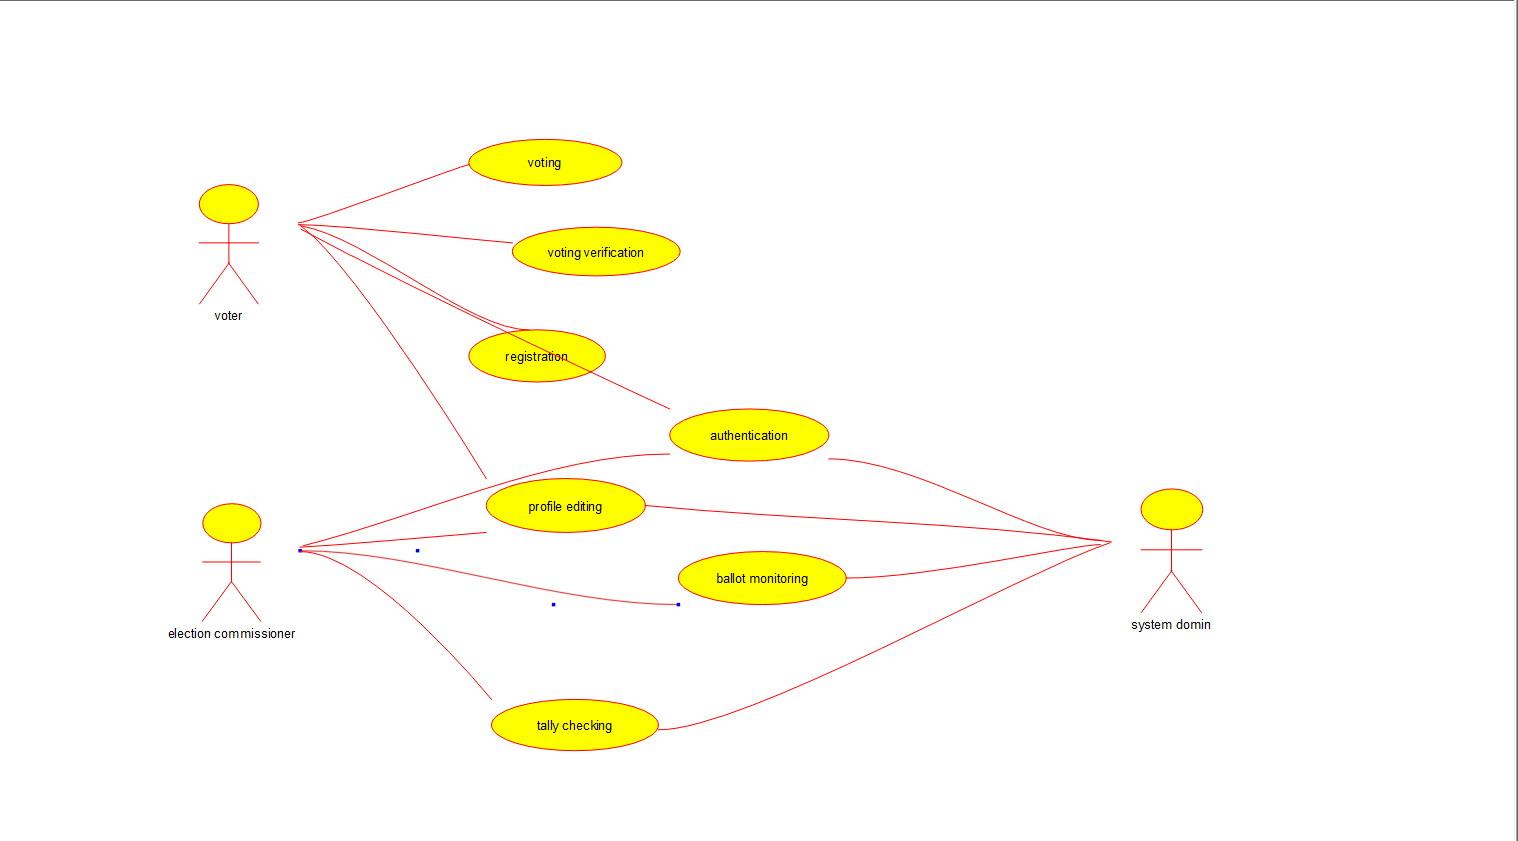 voting
voting verification
voter
registration
authentication
profile editing
ballot monitoring
system domin
election commissioner
tally checking